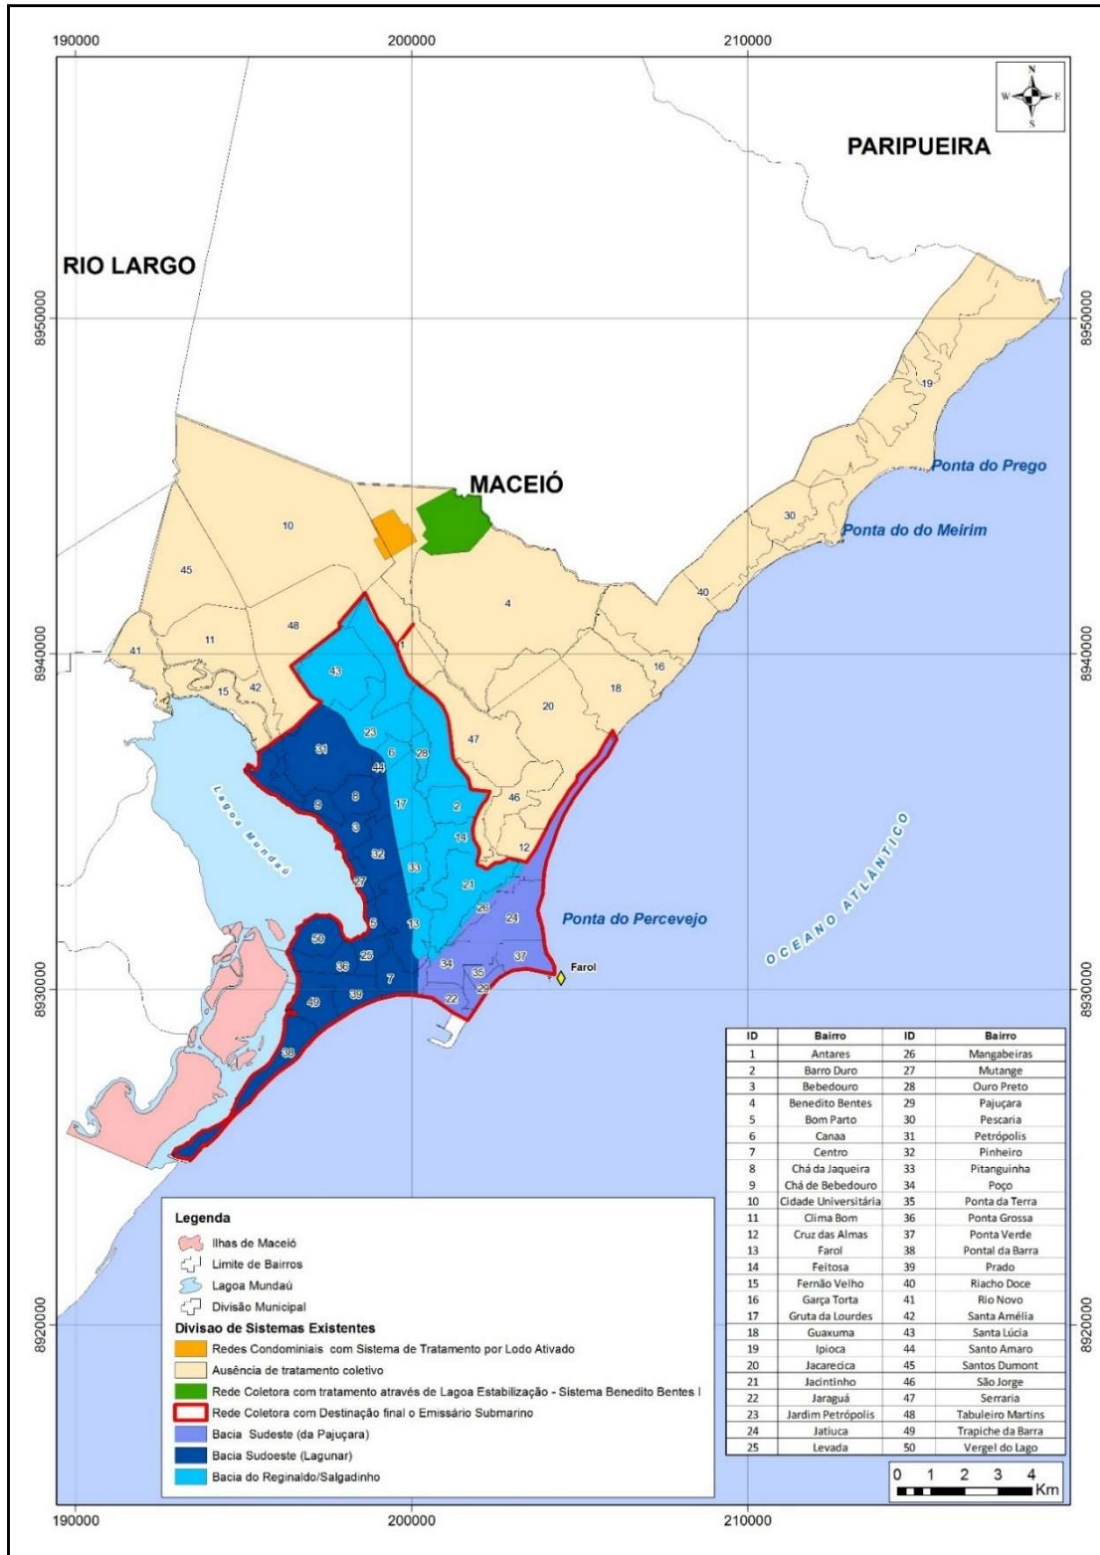 190000 200000 210000
N
W E
S
PARIPUEIRA
RIO LARGO
8950000 8950000
19
Ponta do Prego
MACEIÓ
30
Ponta do do Meirim
10
45
4
40
48
11
1
41
43
16
15
42
18
20
23
47
31
6
28
44
46
8
17
2
9
3
14
12
32
33
27
21
26
24
5
13
Ponta do Percevejo
50
25
34
37
36
35
7
Farol
29
39
49
22
38
8940000 8940000
8930000 8930000
8920000 8920000
Lagoa Mundaú
OCEANO ATLÂNTICO
ID Bairro ID Bairro
1 Antares 26 Mangabeiras
2 Barro Duro 27 Mutange
3 Bebedouro 28 Ouro Preto
4 Benedito Bentes 29 Pajuçara
5 Bom Parto 30 Pescaria
6 Canaa 31 Petrópolis
7 Centro 32 Pinheiro
8 Chá da Jaqueira 33 Pitanguinha
9 Chá de Bebedouro 34 Poço
10 Cidade Universitária 35 Ponta da Terra
11 Clima Bom 36 Ponta Grossa
12 Cruz das Almas 37 Ponta Verde
13 Farol 38 Pontal da Barra
14 Feitosa 39 Prado
15 Fernão Velho 40 Riacho Doce
16 Garça Torta 41 Rio Novo
17 Gruta da Lourdes 42 Santa Amélia
18 Guaxuma 43 Santa Lúcia
19 Ipioca 44 Santo Amaro
20 Jacarecica 45 Santos Dumont
21 Jacintinho 46 São Jorge
22 Jaraguá 47 Serraria
23 Jardim Petrópolis 48 Tabuleiro Martins
24 Jatiuca 49 Trapiche da Barra
25 Levada 50 Vergel do Lago
Legenda
Ilhas de Maceió
Limite de Bairros
Lagoa Mundaú
Divisão Municipal
Divisao de Sistemas Existentes
Redes Condominiais com Sistema de Tratamento por Lodo Ativado
Ausência de tratamento coletivo
Rede Coletora com tratamento através de Lagoa Estabilização - Sistema Benedito Bentes I
Rede Coletora com Destinação final o Emissário Submarino
Bacia Sudeste (da Pajuçara)
Bacia Sudoeste (Lagunar)
Bacia do Reginaldo/Salgadinho
0 1 2 3 4
Km
190000 200000 210000